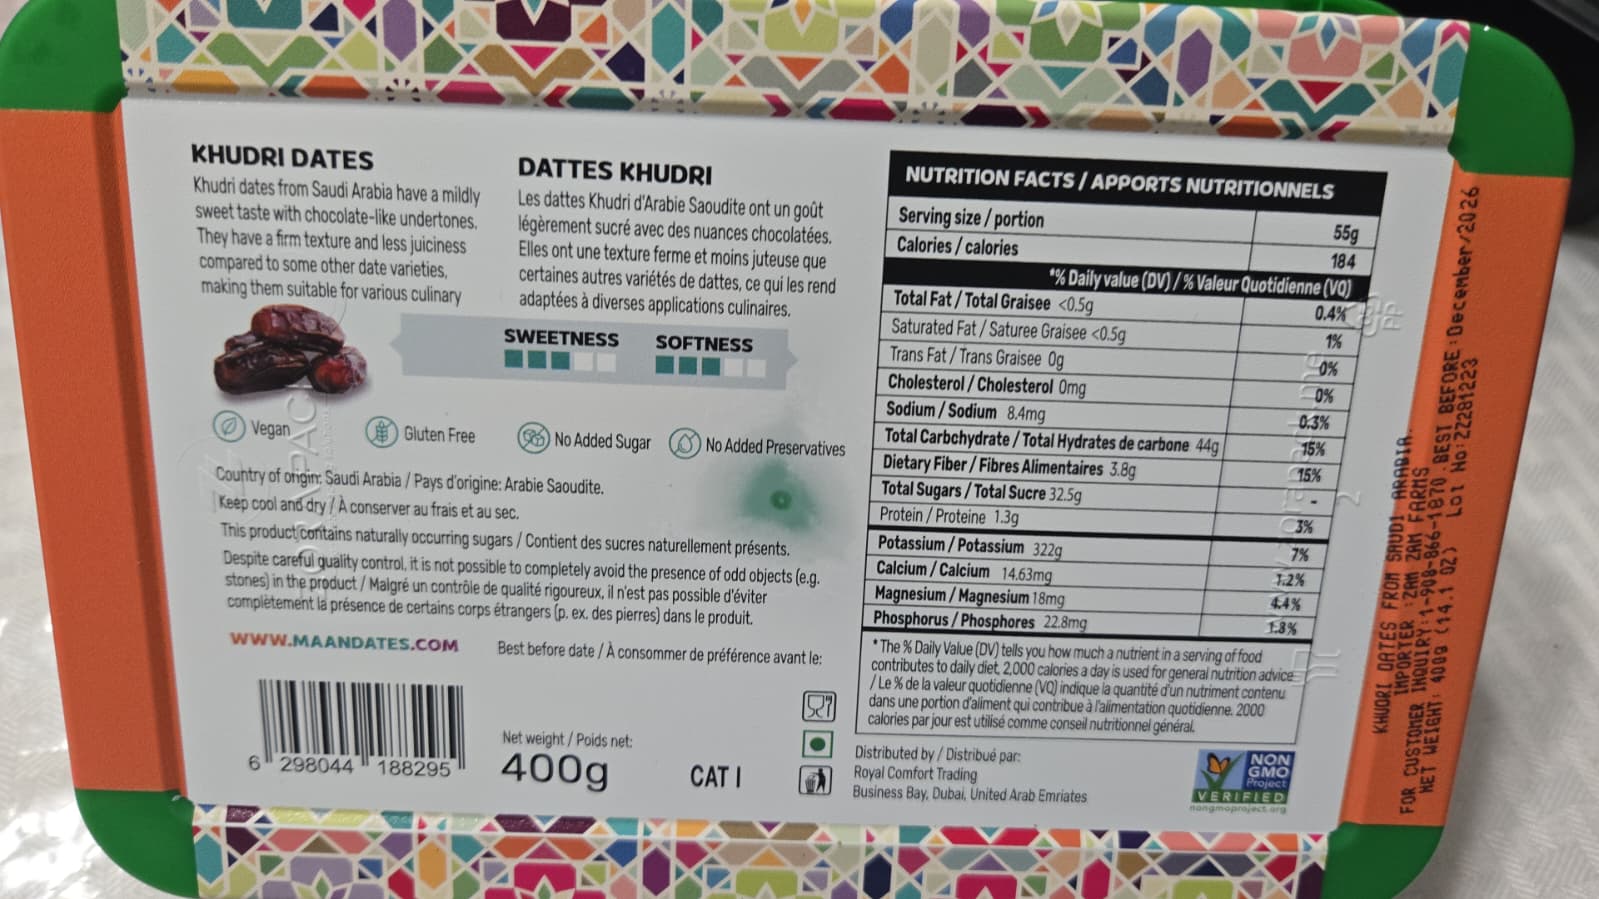 KHUDRI DATES
Khudri dates from Saudi Arabia have a mildly
sweet taste with chocolate-like undertones.
They have a firm texture and less juiciness
compared to some other date varieties,
making them suitable for various culinary
DATTES KHUDRI
Les dattes Khudri d'Arabie Saoudite ont un goût
légèrement sucré avec des nuances chocolatées.
Elles ont une texture ferme et moins juteuse que
certaines autres variétés de dattes, ce qui les rend
adaptées à diverses applications culinaires.
SWEETNESS SOFTNESS
Vegan
Gluten Free
No Added Sugar
No Added Preservatives
Country of origin: Saudi Arabia / Pays d'origine: Arabie Saoudite.
Keep cool and dry / À conserver au frais et au sec.
This product contains naturally occurring sugars / Contient des sucres naturellement présents.
Despite careful quality control, it is not possible to completely avoid the presence of odd objects (e.g.
stones) in the product / Malgré un contrôle de qualité rigoureux, il n'est pas possible d'éviter
complètement la présence de certains corps étrangers (p. ex. des pierres) dans le produit.
WWW.MAANDATES.COM
Best before date / À consommer de préférence avant le:
6 298044 188295
Net weight / Poids net:
400g
CAT I
NUTRITION FACTS / APPORTS NUTRITIONNELS
Serving size / portion 55g
Calories / calories 184
*% Daily value (DV) / % Valeur Quotidienne (VQ)
Total Fat / Total Graisee <0.5g 0.4%
Saturated Fat / Saturee Graisee <0.5g 1%
Trans Fat / Trans Graisee 0g 0%
Cholesterol / Cholesterol 0mg 0%
Sodium / Sodium 8.4mg 0.3%
Total Carbchydrate / Total Hydrates de carbone 44g 15%
Dietary Fiber / Fibres Alimentaires 3.8g 15%
Total Sugars / Total Sucre 32.5g -
Protein / Proteine 1.3g 3%
Potassium / Potassium 322g 7%
Calcium / Calcium 14.63mg 1.2%
Magnesium / Magnesium 18mg 4.4%
Phosphorus / Phosphores 22.8mg 1.8%
* The % Daily Value (DV) tells you how much a nutrient in a serving of food
contributes to daily diet, 2,000 calories a day is used for general nutrition advice
/ Le % de la valeur quotidienne (VQ) indique la quantité d'un nutriment contenu
dans une portion d'aliment qui contribue à l'alimentation quotidienne. 2000
calories par jour est utilisé comme conseil nutritionnel général.
Distributed by / Distribué par:
Royal Comfort Trading
Business Bay, Dubai, United Arab Emriates
NON
GMO
Project
VERIFIED
nongmoproject.org
KHUDRI DATES FROM SAUDI ARABIA.
IMPORTER :ZAM ZAM FARMS
FOR CUSTOMER INQUIRY:1-908-866-1870.BEST BEFORE:December/2026
NET WEIGHT: 400g (14.1 OZ) Lot No:22281223